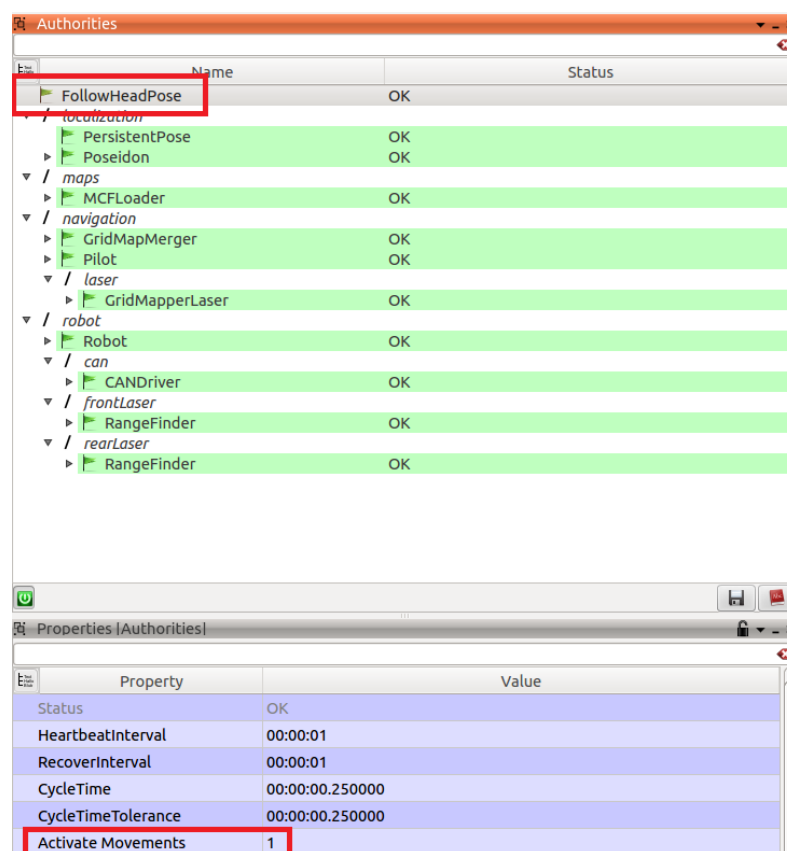 Authorities
Name Status
FollowHeadPose OK
/ localization
PersistentPose OK
Poseidon OK
/ maps
MCFLoader OK
/ navigation
GridMapMerger OK
Pilot OK
/ laser
GridMapperLaser OK
/ robot
Robot OK
/ can
CANDriver OK
/ frontLaser
RangeFinder OK
/ rearLaser
RangeFinder OK
Properties |Authorities|
Property Value
Status OK
HeartbeatInterval 00:00:01
RecoverInterval 00:00:01
CycleTime 00:00:00.250000
CycleTimeTolerance 00:00:00.250000
Activate Movements 1